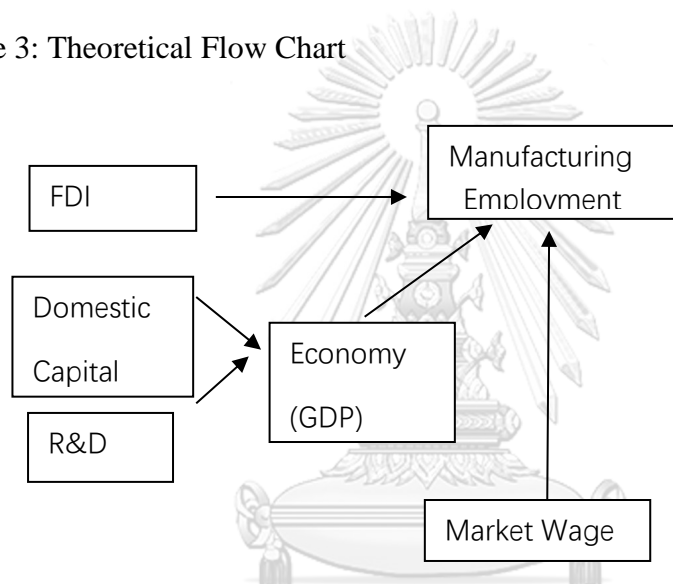 e 3: Theoretical Flow Chart
Manufacturing
Employment
FDI
Domestic
Capital
Economy
(GDP)
R&D
Market Wage